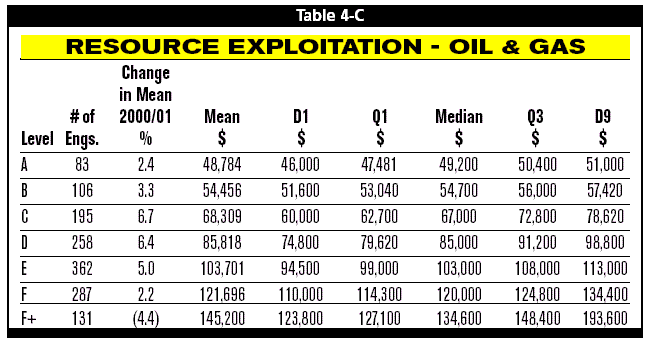 Table 4-C
RESOURCE EXPLOITATION - OIL & GAS
Change
in Mean
# of 2000/01 Mean D1 Q1 Median Q3 D9
Level Engs. % $ $ $ $ $ $
A 83 2.4 48,784 46,000 47,481 49,200 50,400 51,000
B 106 3.3 54,456 51,600 53,040 54,700 56,000 57,420
C 195 6.7 68,309 60,000 62,700 67,000 72,800 78,620
D 258 6.4 85,818 74,800 79,620 85,000 91,200 98,800
E 362 5.0 103,701 94,500 99,000 103,000 108,000 113,000
F 287 2.2 121,696 110,000 114,300 120,000 124,800 134,400
F+ 131 (4.4) 145,200 123,800 127,100 134,600 148,400 193,600